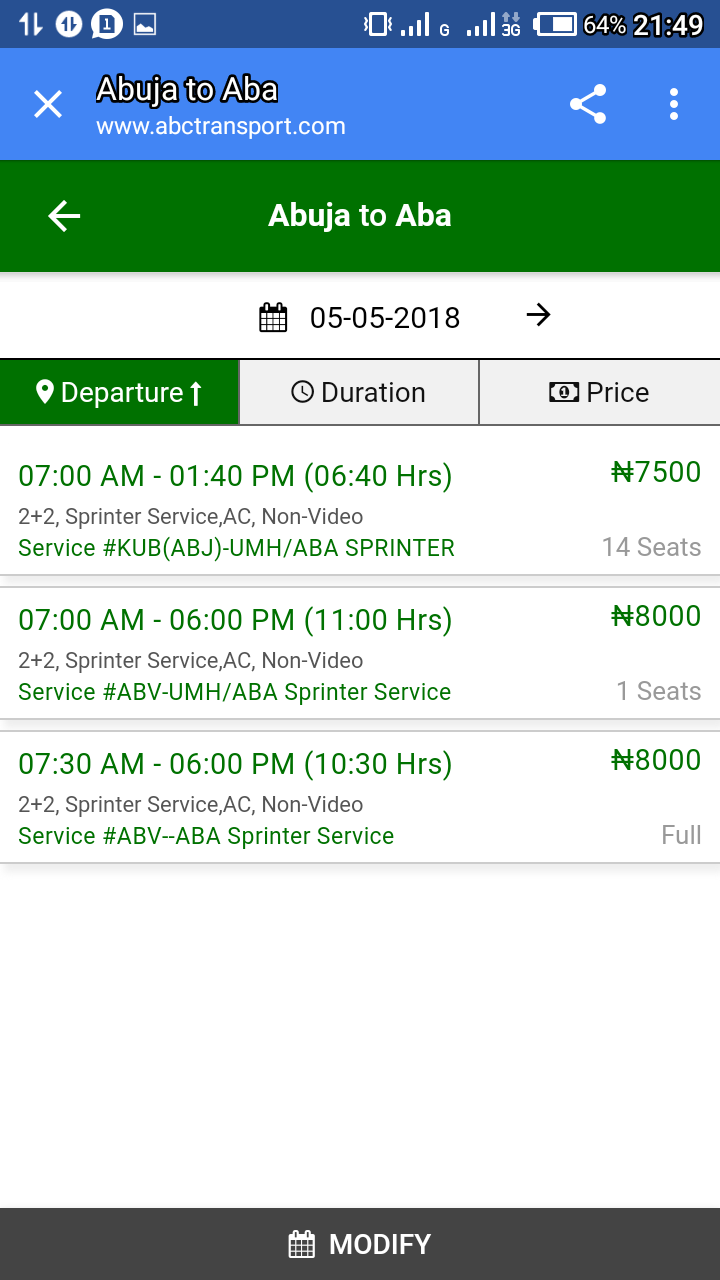 G 3G 64% 21:49
Abuja to Aba
www.abctransport.com
Abuja to Aba
05-05-2018
Departure Duration Price
07:00 AM - 01:40 PM (06:40 Hrs) ₦7500
2+2, Sprinter Service,AC, Non-Video
Service #KUB(ABJ)-UMH/ABA SPRINTER 14 Seats
07:00 AM - 06:00 PM (11:00 Hrs) ₦8000
2+2, Sprinter Service,AC, Non-Video
Service #ABV-UMH/ABA Sprinter Service 1 Seats
07:30 AM - 06:00 PM (10:30 Hrs) ₦8000
2+2, Sprinter Service,AC, Non-Video
Service #ABV--ABA Sprinter Service Full
MODIFY